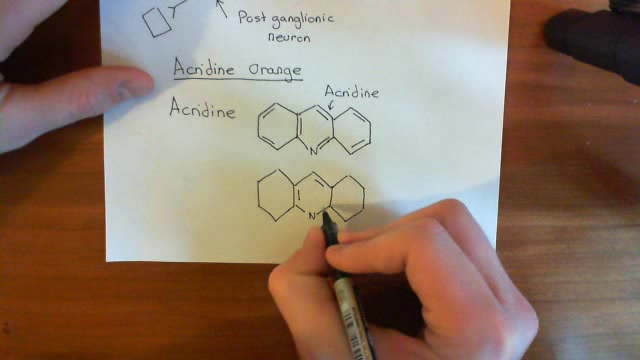 Post ganglionic
neuron
Acridine Orange
Acridine
Acridine
N
N